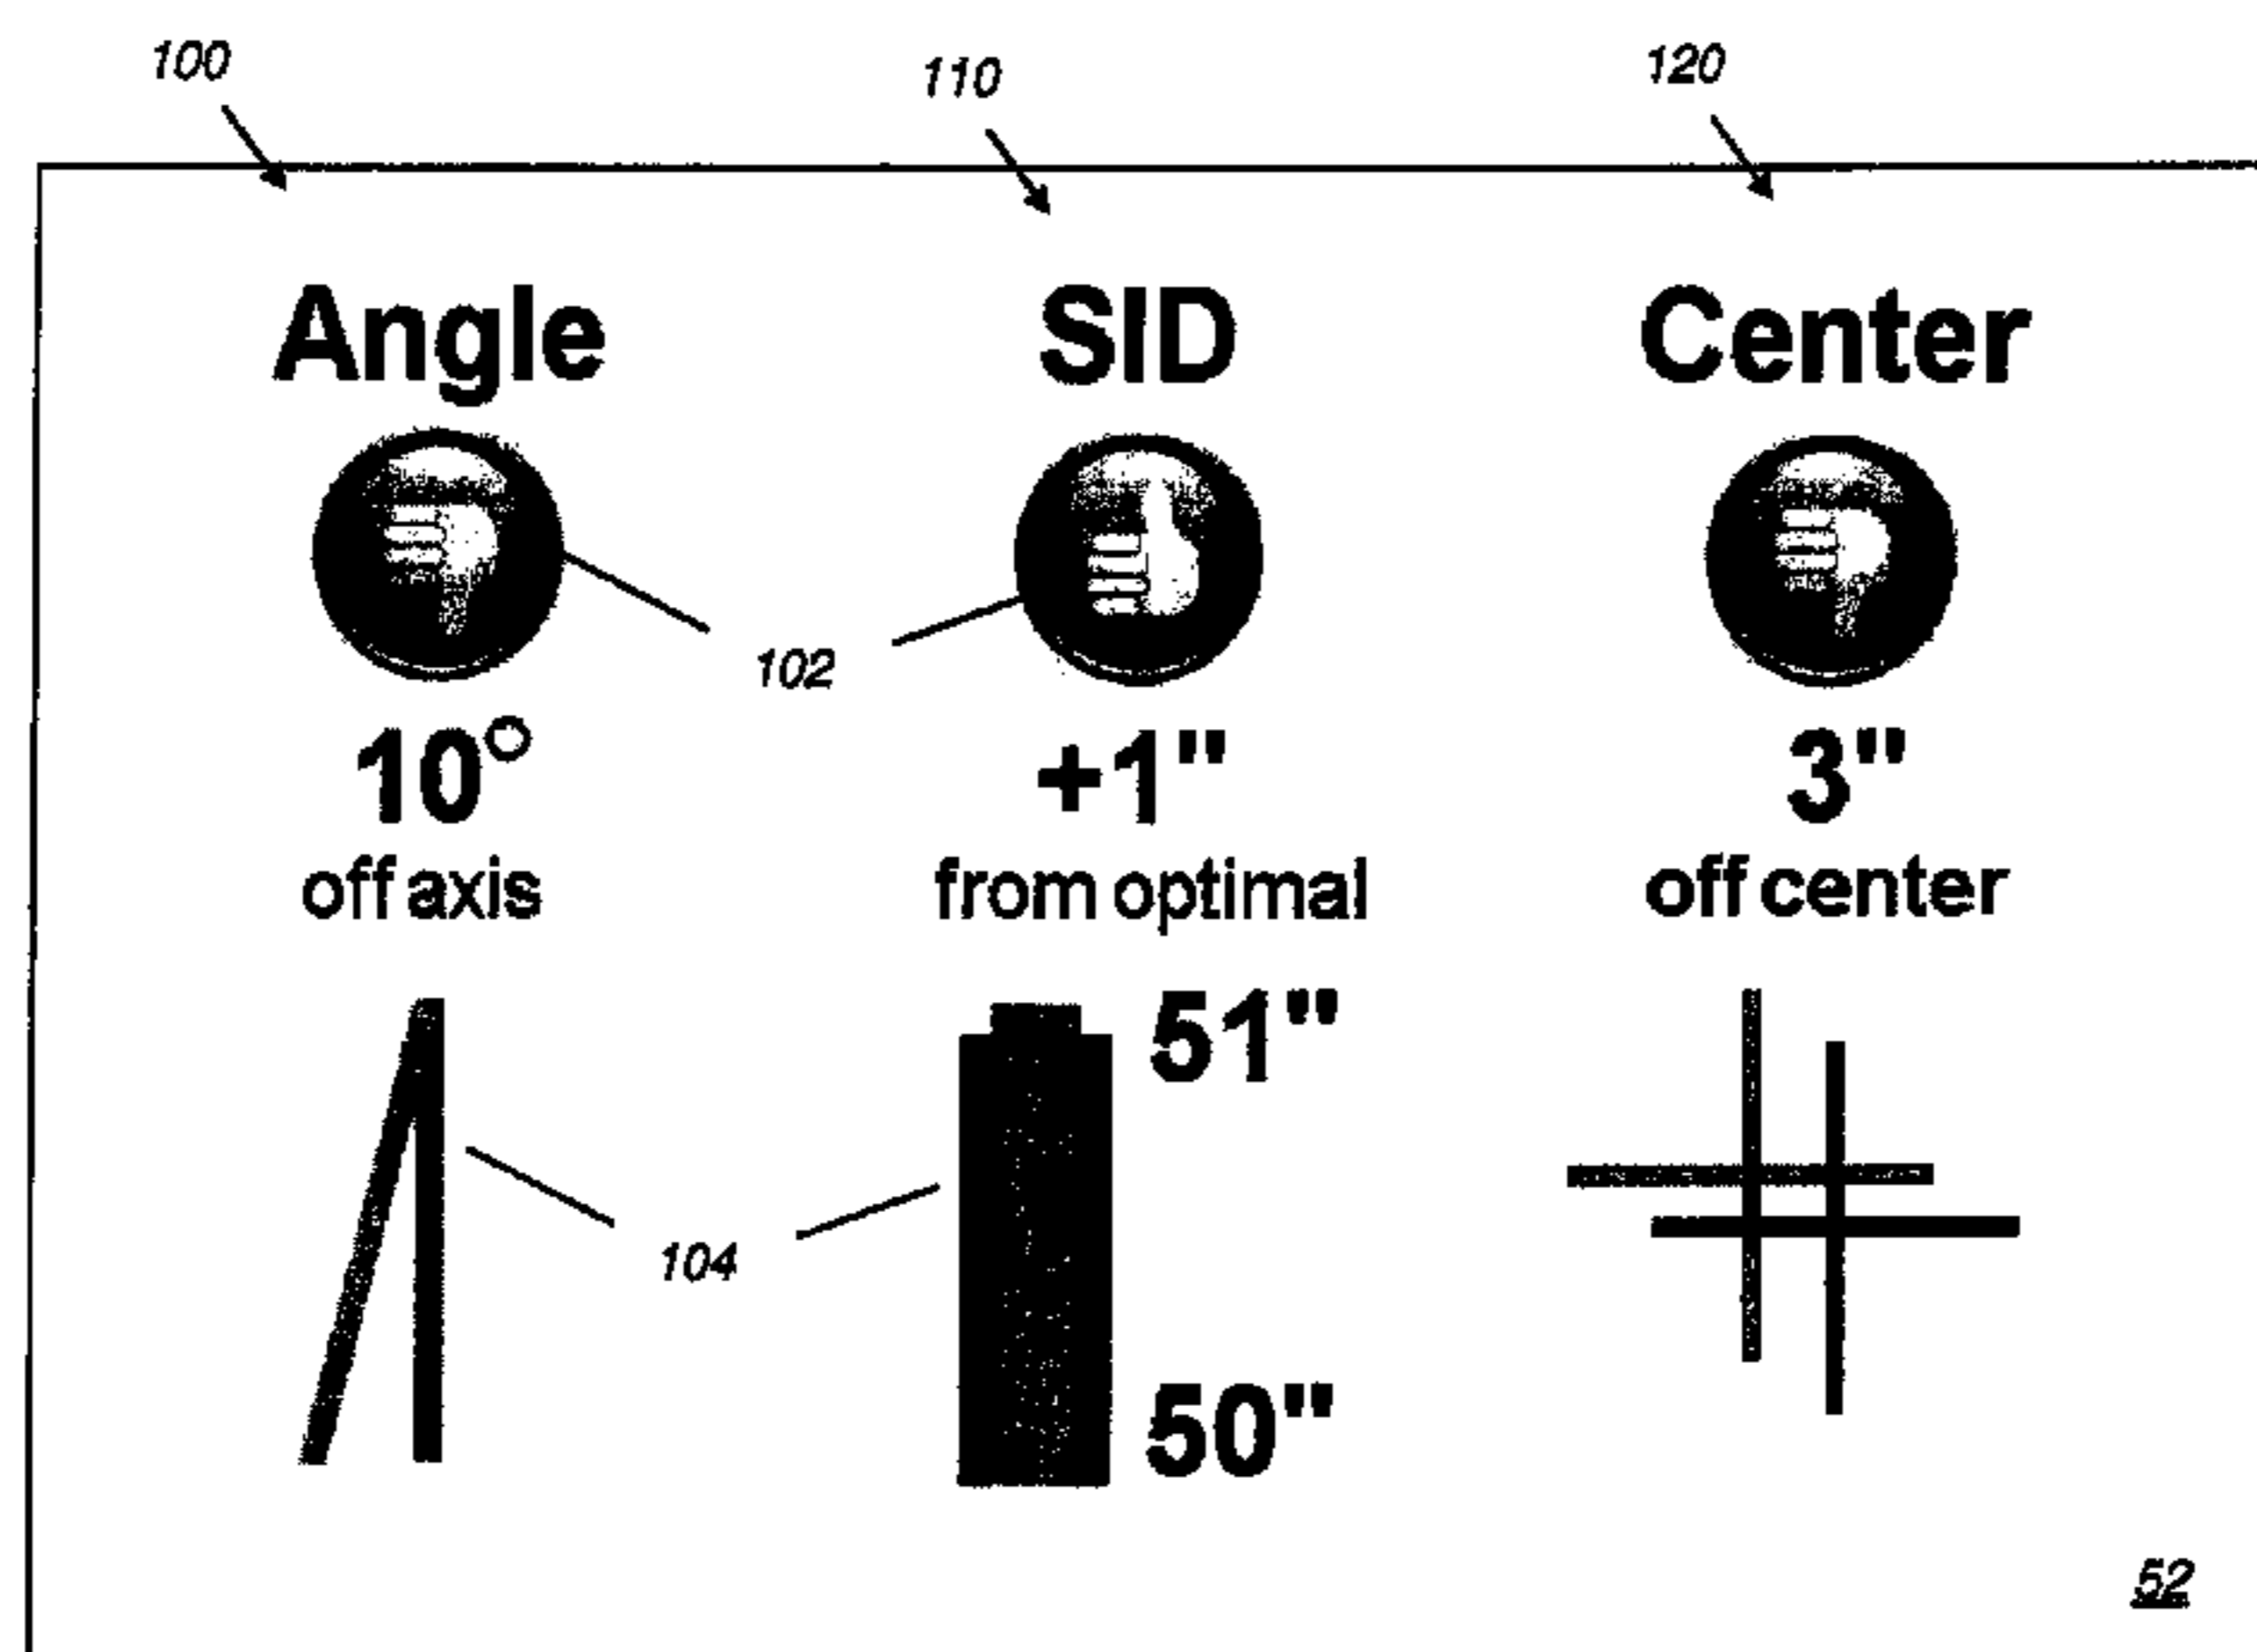 100 110 120
Angle SID Center
102
10° +1" 3"
off axis from optimal off center
51"
104
50"
52